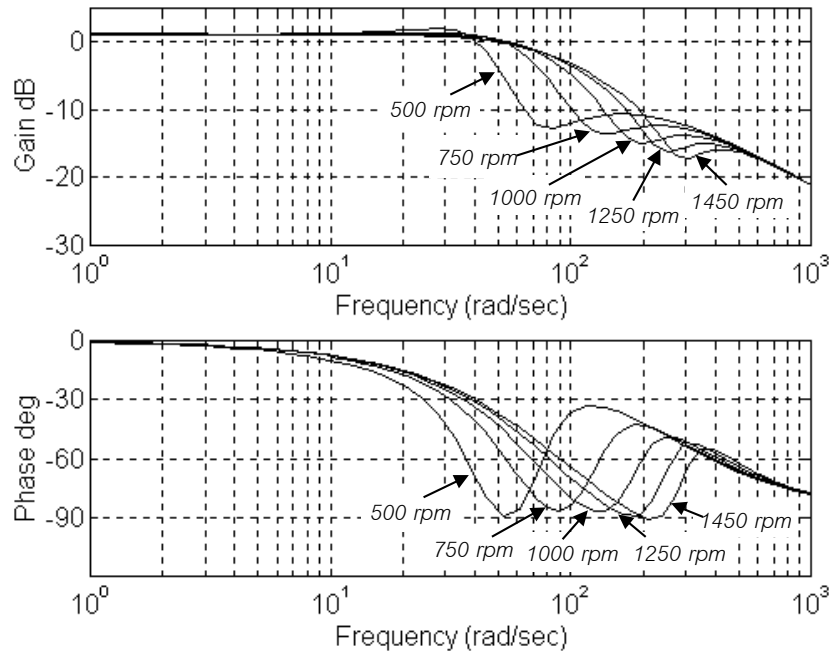 Gain dB
0
-10
-20
-30
500 rpm
750 rpm
1000 rpm
1250 rpm
1450 rpm
10^0
10^1
10^2
10^3
Frequency (rad/sec)
Phase deg
0
-30
-60
-90
500 rpm
750 rpm
1000 rpm
1250 rpm
1450 rpm
10^0
10^1
10^2
10^3
Frequency (rad/sec)